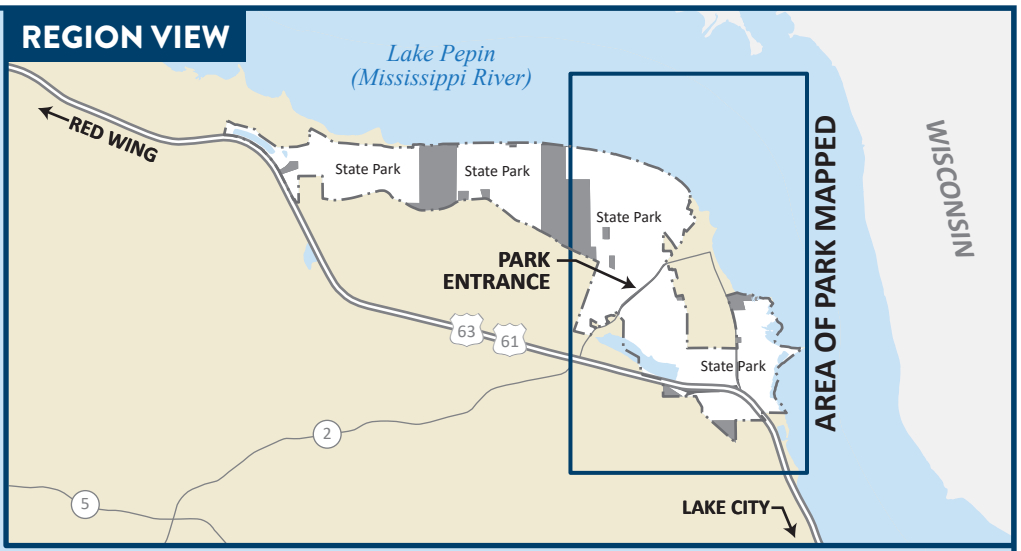 REGION VIEW
Lake Pepin
(Mississippi River)
RED WING
State Park
State Park
State Park
PARK
ENTRANCE
63
61
State Park
2
5
LAKE CITY
AREA OF PARK MAPPED
WISCONSIN